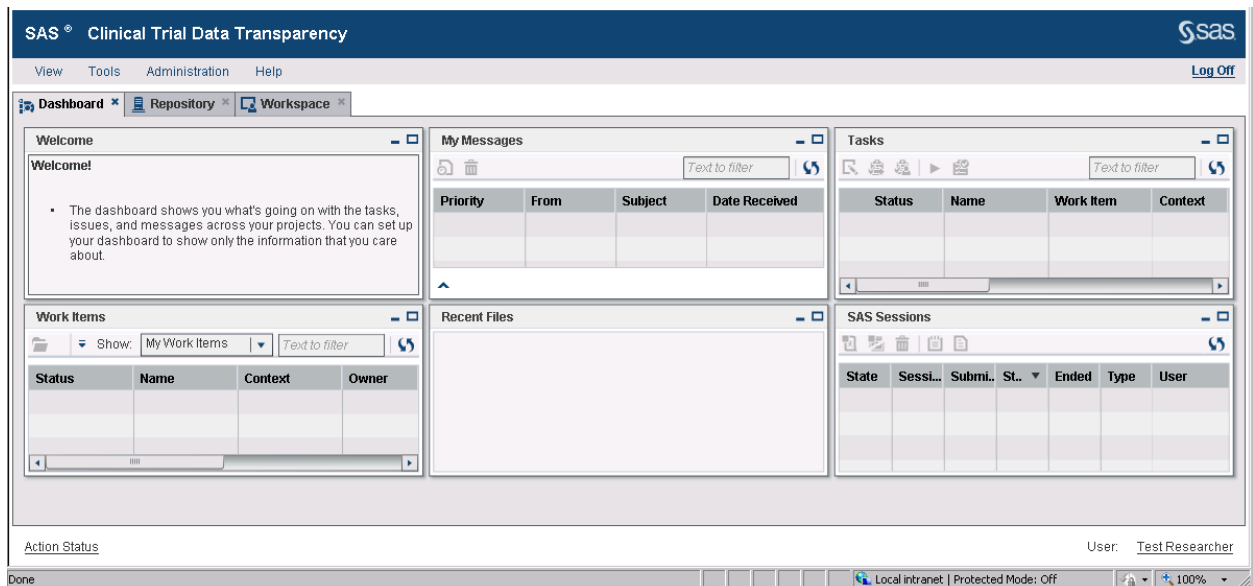 SAS ® Clinical Trial Data Transparency
sas
View Tools Administration Help
Log Off
Dashboard × Repository × Workspace ×
Welcome
Welcome!
• The dashboard shows you what's going on with the tasks,
issues, and messages across your projects. You can set up
your dashboard to show only the information that you care
about.
My Messages
Text to filter
Priority From Subject Date Received
Tasks
Text to filter
Status Name Work Item Context
Work Items
Show: My Work Items Text to filter
Status Name Context Owner
Recent Files
SAS Sessions
State Sessi... Submi.. St.. Ended Type User
Action Status
User: Test Researcher
Done
Local intranet | Protected Mode: Off
100%